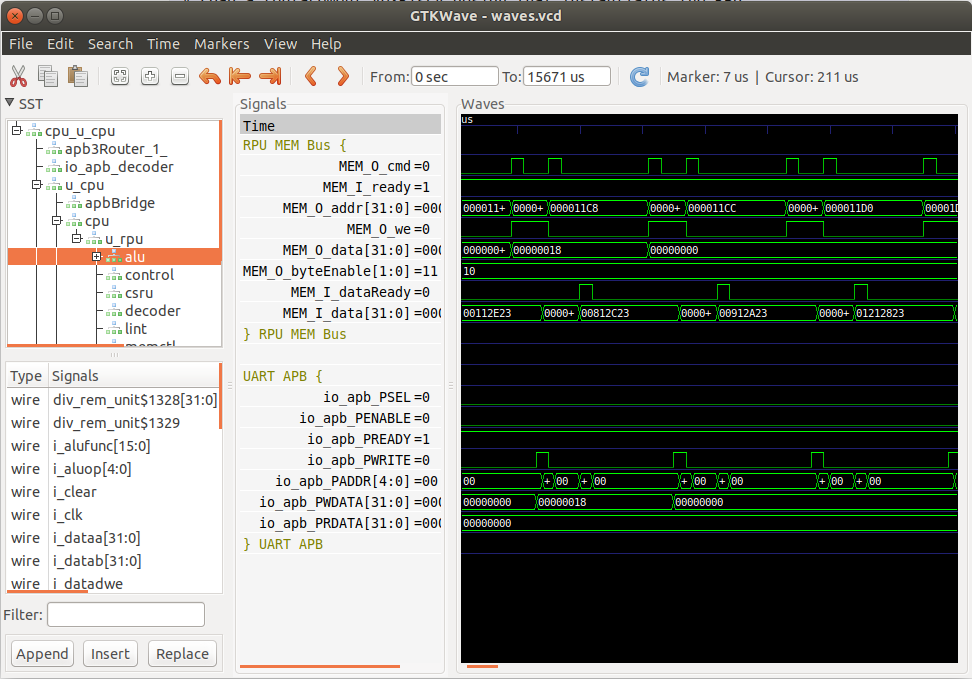 GTKWave - waves.vcd
File Edit Search Time Markers View Help
From: 0 sec To: 15671 us Marker: 7 us | Cursor: 211 us
SST
cpu_u_cpu
apb3Router_1_
io_apb_decoder
u_cpu
apbBridge
cpu
u_rpu
alu
control
csru
decoder
lint
Type Signals
wire div_rem_unit$1328[31:0]
wire div_rem_unit$1329
wire i_alufunc[15:0]
wire i_aluop[4:0]
wire i_clear
wire i_clk
wire i_dataa[31:0]
wire i_datab[31:0]
wire i_datadwe
Filter:
Append Insert Replace
Signals
Time
RPU MEM Bus {
MEM_O_cmd =0
MEM_I_ready =1
MEM_O_addr[31:0] =000
MEM_O_we =0
MEM_O_data[31:0] =000
MEM_O_byteEnable[1:0] =11
MEM_I_dataReady =0
MEM_I_data[31:0] =000
} RPU MEM Bus
UART APB {
io_apb_PSEL =0
io_apb_PENABLE =0
io_apb_PREADY =1
io_apb_PWRITE =0
io_apb_PADDR[4:0] =00
io_apb_PWDATA[31:0] =000
io_apb_PRDATA[31:0] =000
} UART APB
Waves
us
000011+ 0000+ 000011C8 0000+ 000011CC 0000+ 000011D0 00001D
000000+ 00000018 00000000
10
00112E23 0000+ 00812C23 0000+ 00912A23 0000+ 01212823
00 + 00 + 00 + 00 + 00 + 00 + 00
00000000 00000018 00000000
00000000